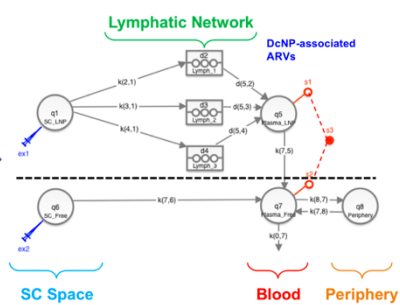 Lymphatic Network
DcNP-associated
ARVs
d2
Lymph_1
s1
k(2,1)
d(5,2)
q1
SC_LNP
k(3,1)
d3
Lymph_2
d(5,3)
q5
Plasma_LNP
s3
k(4,1)
d(5,4)
d4
Lymph_3
ex1
k(7,5)
q6
SC_Free
k(7,6)
q7
Plasma_Free
k(8,7)
k(7,8)
q8
Periphery
ex2
k(0,7)
SC Space
Blood
Periphery